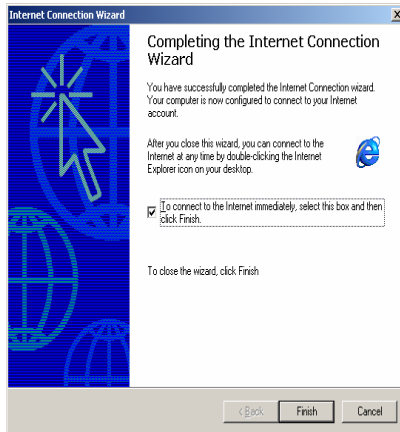 Internet Connection Wizard
Completing the Internet Connection
Wizard
You have successfully completed the Internet Connection wizard.
Your computer is now configured to connect to your Internet
account.
After you close this wizard, you can connect to the
Internet at any time by double-clicking the Internet
Explorer icon on your desktop.
To connect to the Internet immediately, select this box and then
click Finish.
To close the wizard, click Finish
< Back
Finish
Cancel